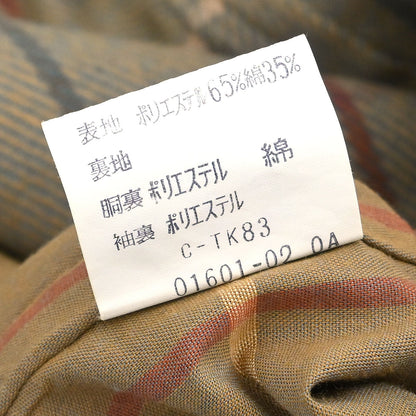 表地 ポリエステル65%綿35%
裏地
胴裏 ポリエステル 綿
袖裏 ポリエステル
C-TK83
01601-02 0A